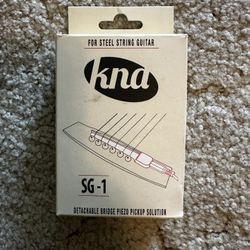 FOR STEEL STRING GUITAR
kna
SG-1
DETACHABLE BRIDGE PIEZO PICKUP SOLUTION